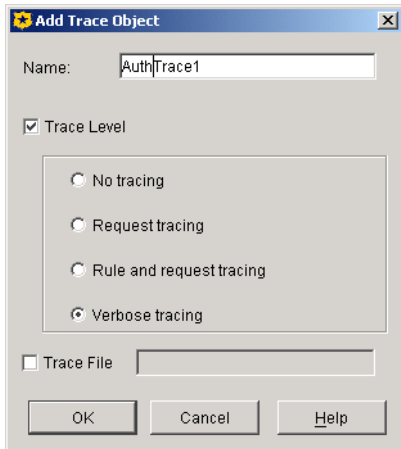 Add Trace Object
Name: AuthTrace1
Trace Level
No tracing
Request tracing
Rule and request tracing
Verbose tracing
Trace File
OK Cancel Help